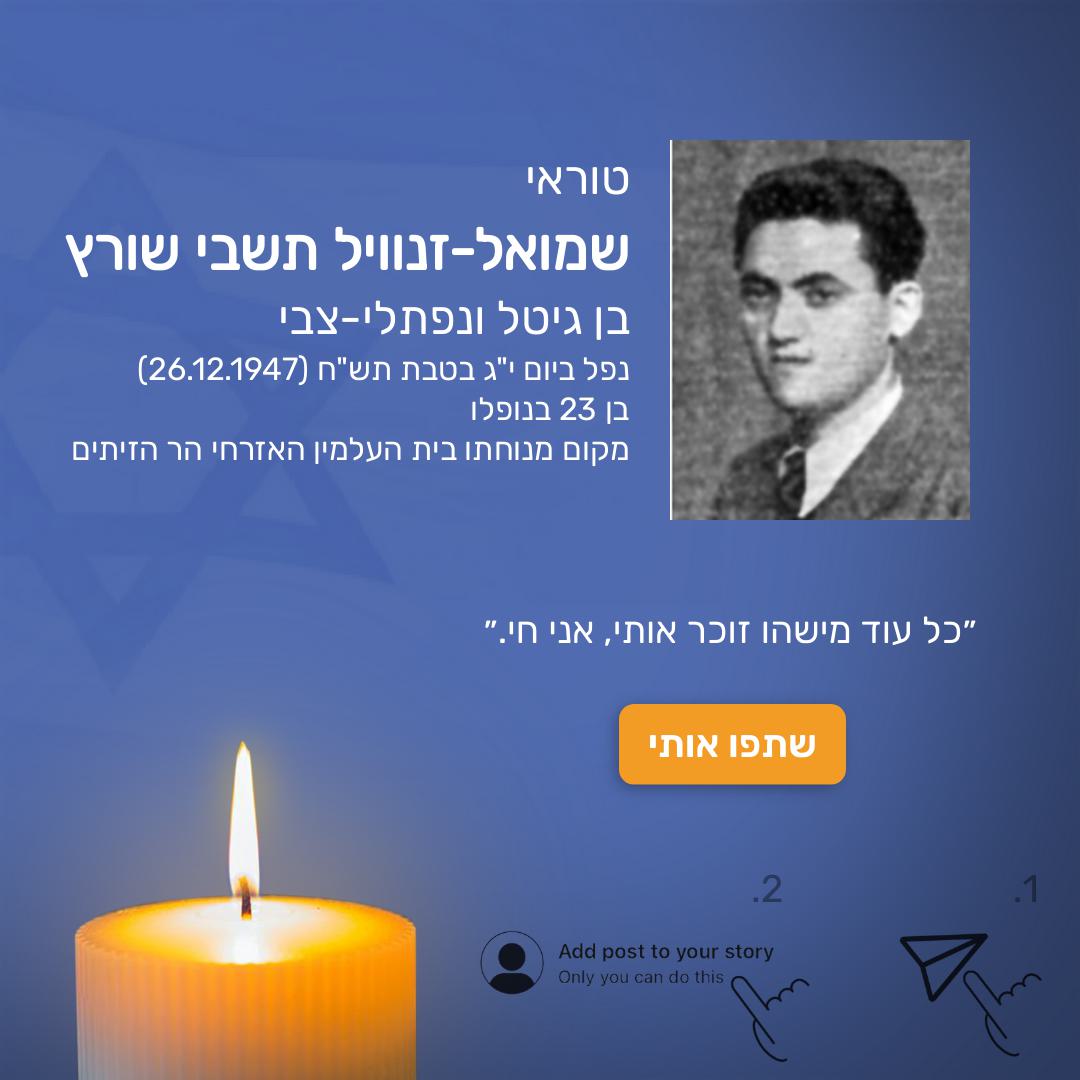 טוראי
שמואל-זנוויל תשבי שורץ
בן גיטל ונפתלי-צבי
נפל ביום י"ג בטבת תש"ח (26.12.1947)
בן 23 בנופלו
מקום מנוחתו בית העלמין האזרחי הר הזיתים
״כל עוד מישהו זוכר אותי, אני חי.״
שתפו אותי
1.
2.
Add post to your story
Only you can do this